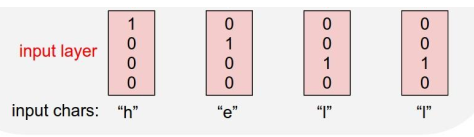 1 0 0 0
0 1 0 0
input layer
0 0 1 1
0 0 0 0
input chars: “h” “e” “l” “l”